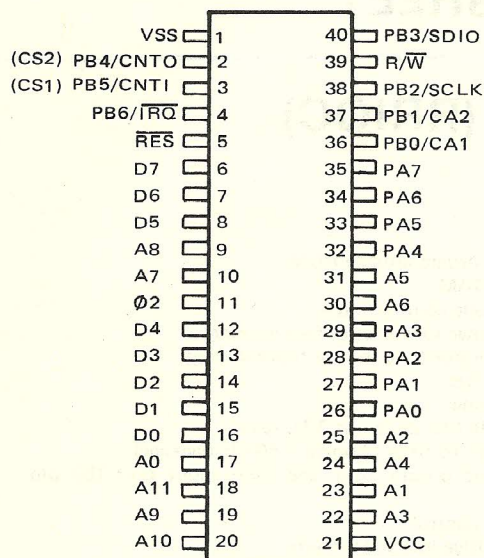 VSS 1 40 PB3/SDIO
(CS2) PB4/CNTO 2 39 R/W̅
(CS1) PB5/CNTI 3 38 PB2/SCLK
PB6/I̅R̅Q̅ 4 37 PB1/CA2
R̅E̅S̅ 5 36 PB0/CA1
D7 6 35 PA7
D6 7 34 PA6
D5 8 33 PA5
A8 9 32 PA4
A7 10 31 A5
Ø2 11 30 A6
D4 12 29 PA3
D3 13 28 PA2
D2 14 27 PA1
D1 15 26 PA0
D0 16 25 A2
A0 17 24 A4
A11 18 23 A1
A9 19 22 A3
A10 20 21 VCC